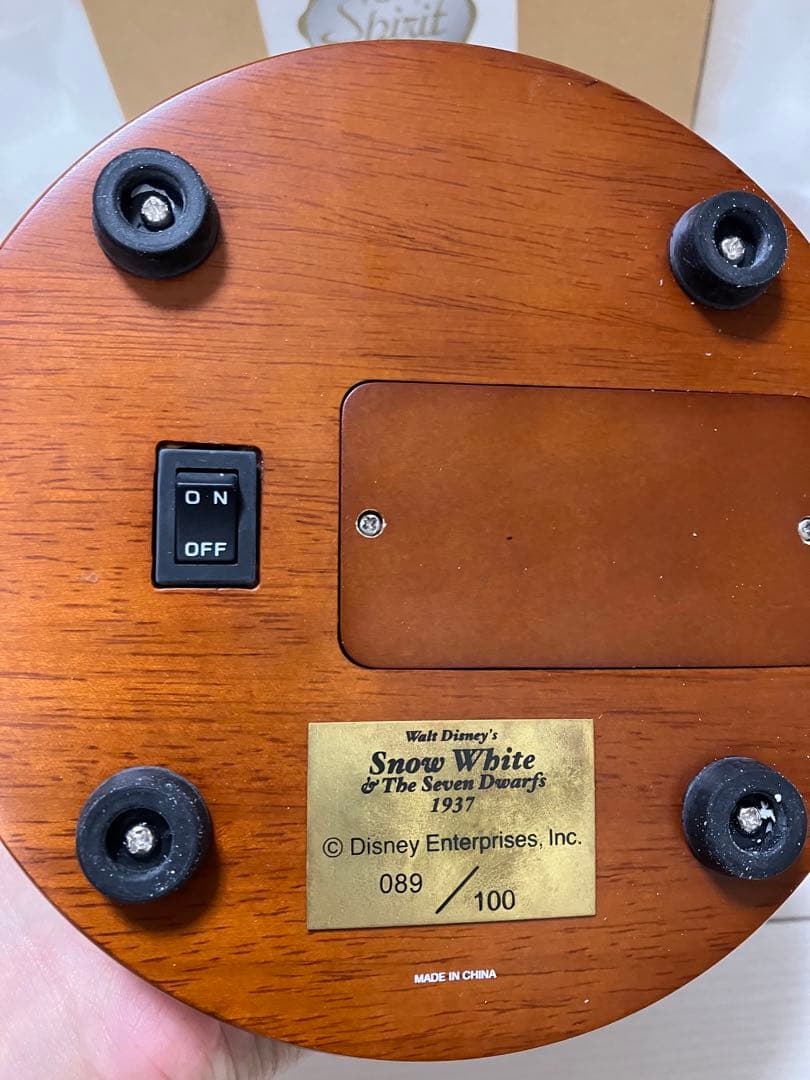 Spirit
ON
OFF
Walt Disney's
Snow White
& The Seven Dwarfs
1937
© Disney Enterprises, Inc.
089 / 100
MADE IN CHINA